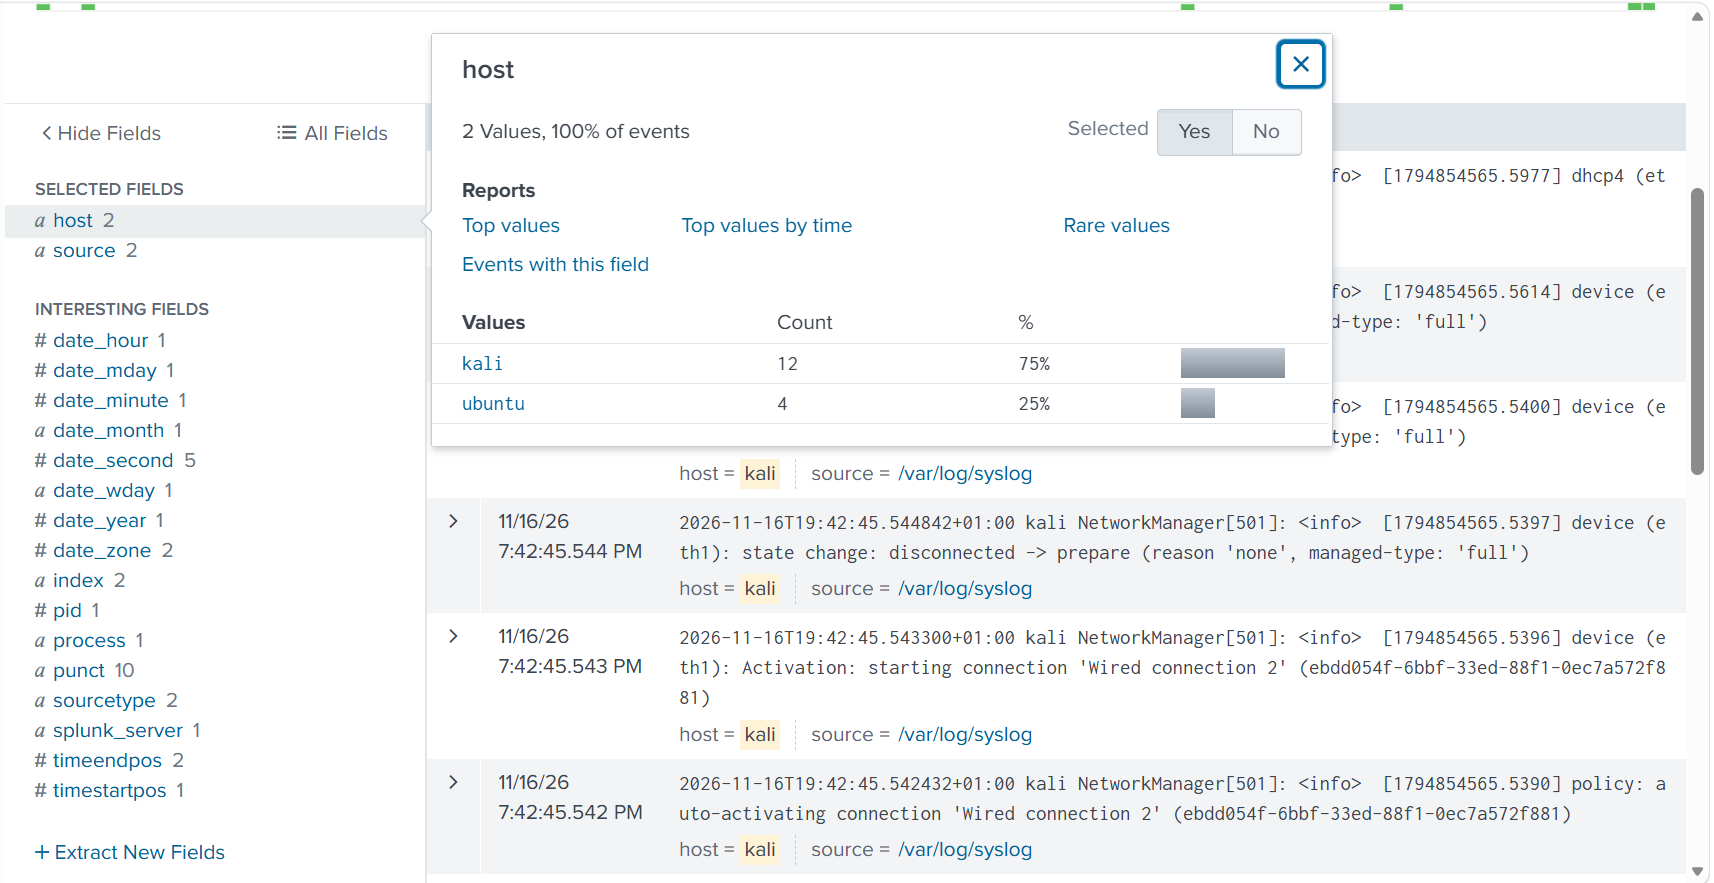 host
2 Values, 100% of events
Selected Yes No
Reports
Top values Top values by time Rare values
Events with this field
Values Count %
kali 12 75%
ubuntu 4 25%
Hide Fields All Fields
SELECTED FIELDS
a host 2
a source 2
INTERESTING FIELDS
# date_hour 1
# date_mday 1
# date_minute 1
a date_month 1
# date_second 5
a date_wday 1
# date_year 1
# date_zone 2
a index 2
# pid 1
a process 1
a punct 10
a sourcetype 2
a splunk_server 1
# timeendpos 2
# timestartpos 1
+ Extract New Fields
fo> [1794854565.5977] dhcp4 (et
fo> [1794854565.5614] device (e
d-type: 'full')
fo> [1794854565.5400] device (e
type: 'full')
host = kali source = /var/log/syslog
11/16/26
7:42:45.544 PM
2026-11-16T19:42:45.544842+01:00 kali NetworkManager[501]: <info> [1794854565.5397] device (e
th1): state change: disconnected -> prepare (reason 'none', managed-type: 'full')
host = kali source = /var/log/syslog
11/16/26
7:42:45.543 PM
2026-11-16T19:42:45.543300+01:00 kali NetworkManager[501]: <info> [1794854565.5396] device (e
th1): Activation: starting connection 'Wired connection 2' (ebdd054f-6bbf-33ed-88f1-0ec7a572f8
81)
host = kali source = /var/log/syslog
11/16/26
7:42:45.542 PM
2026-11-16T19:42:45.542432+01:00 kali NetworkManager[501]: <info> [1794854565.5390] policy: a
uto-activating connection 'Wired connection 2' (ebdd054f-6bbf-33ed-88f1-0ec7a572f881)
host = kali source = /var/log/syslog